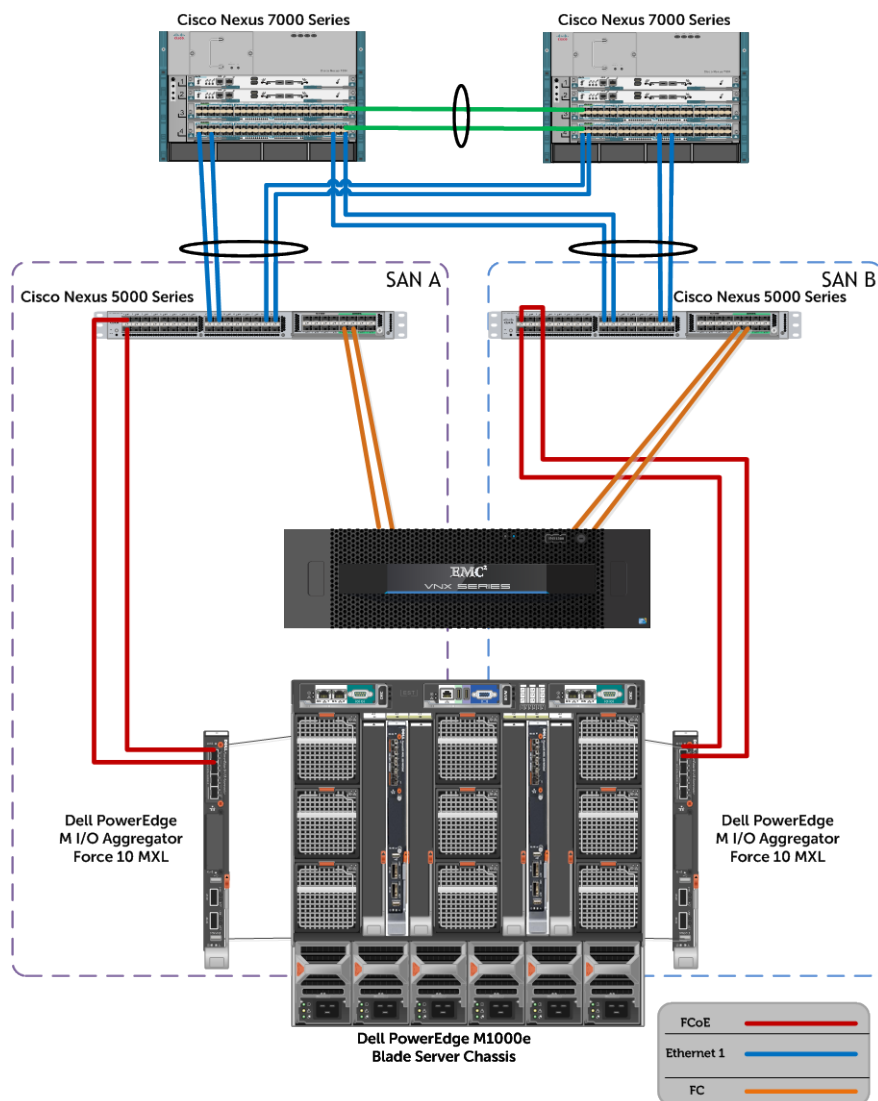 Cisco Nexus 7000 Series
Cisco Nexus 7000 Series
SAN A
SAN B
Cisco Nexus 5000 Series
Cisco Nexus 5000 Series
EMC²
VNX SERIES
Dell PowerEdge
M I/O Aggregator
Force 10 MXL
Dell PowerEdge
M I/O Aggregator
Force 10 MXL
Dell PowerEdge M1000e
Blade Server Chassis
FCoE
Ethernet 1
FC